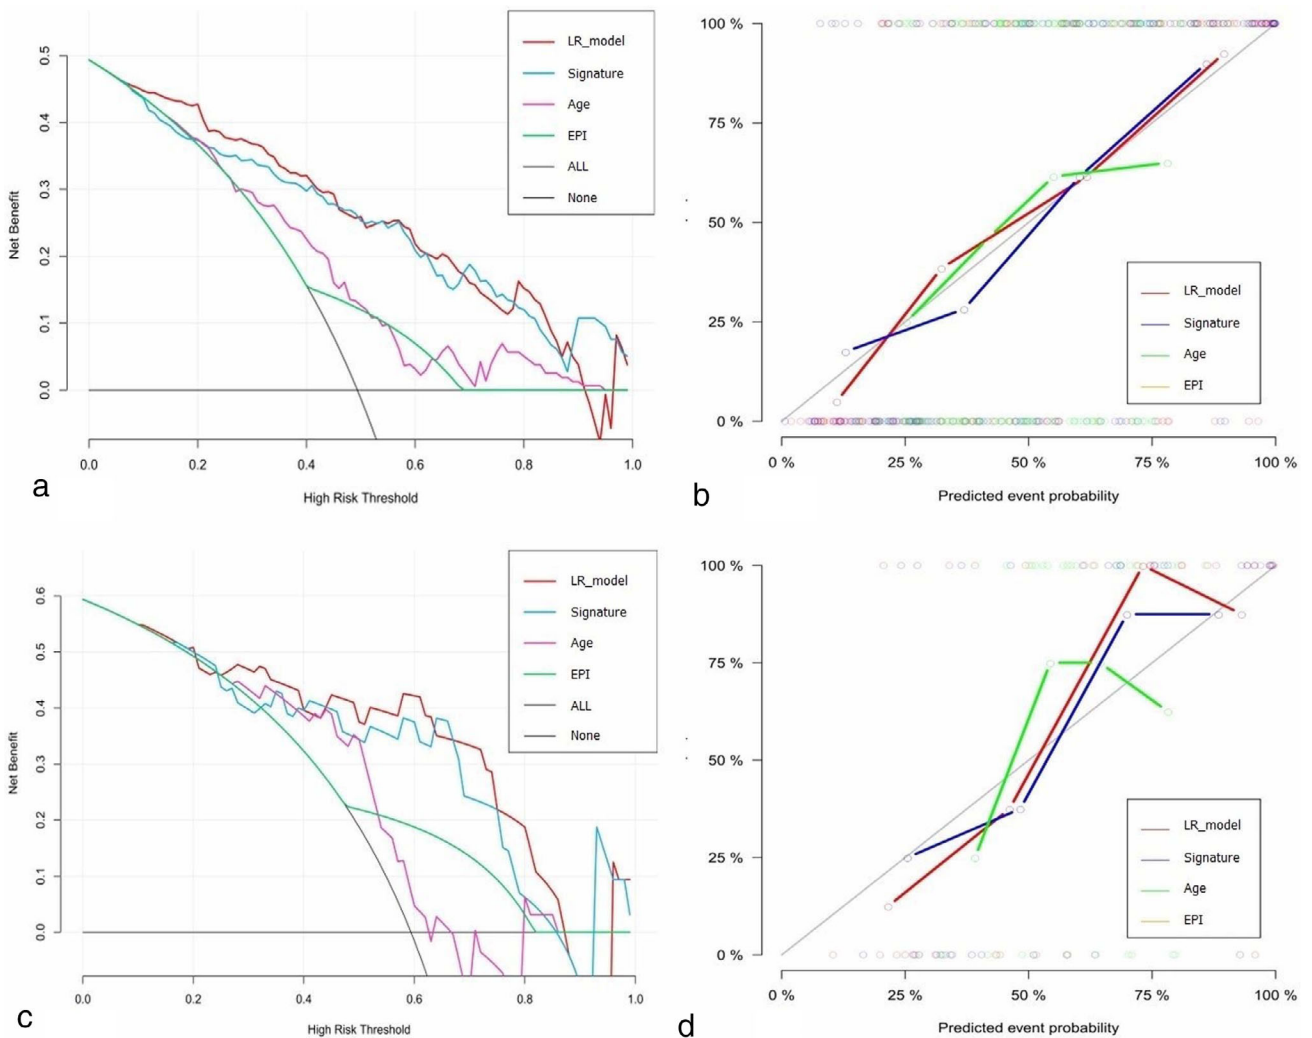 LR_model
Signature
Age
EPI
ALL
None
0.5
0.4
0.3
0.2
0.1
0.0
Net Benefit
0.0 0.2 0.4 0.6 0.8 1.0
High Risk Threshold
a
100 %
75 %
50 %
25 %
0 %
LR_model
Signature
Age
EPI
0 % 25 % 50 % 75 % 100 %
Predicted event probability
b
LR_model
Signature
Age
EPI
ALL
None
0.6
0.5
0.4
0.3
0.2
0.1
0.0
Net Benefit
0.0 0.2 0.4 0.6 0.8 1.0
High Risk Threshold
c
100 %
75 %
50 %
25 %
0 %
LR_model
Signature
Age
EPI
0 % 25 % 50 % 75 % 100 %
Predicted event probability
d